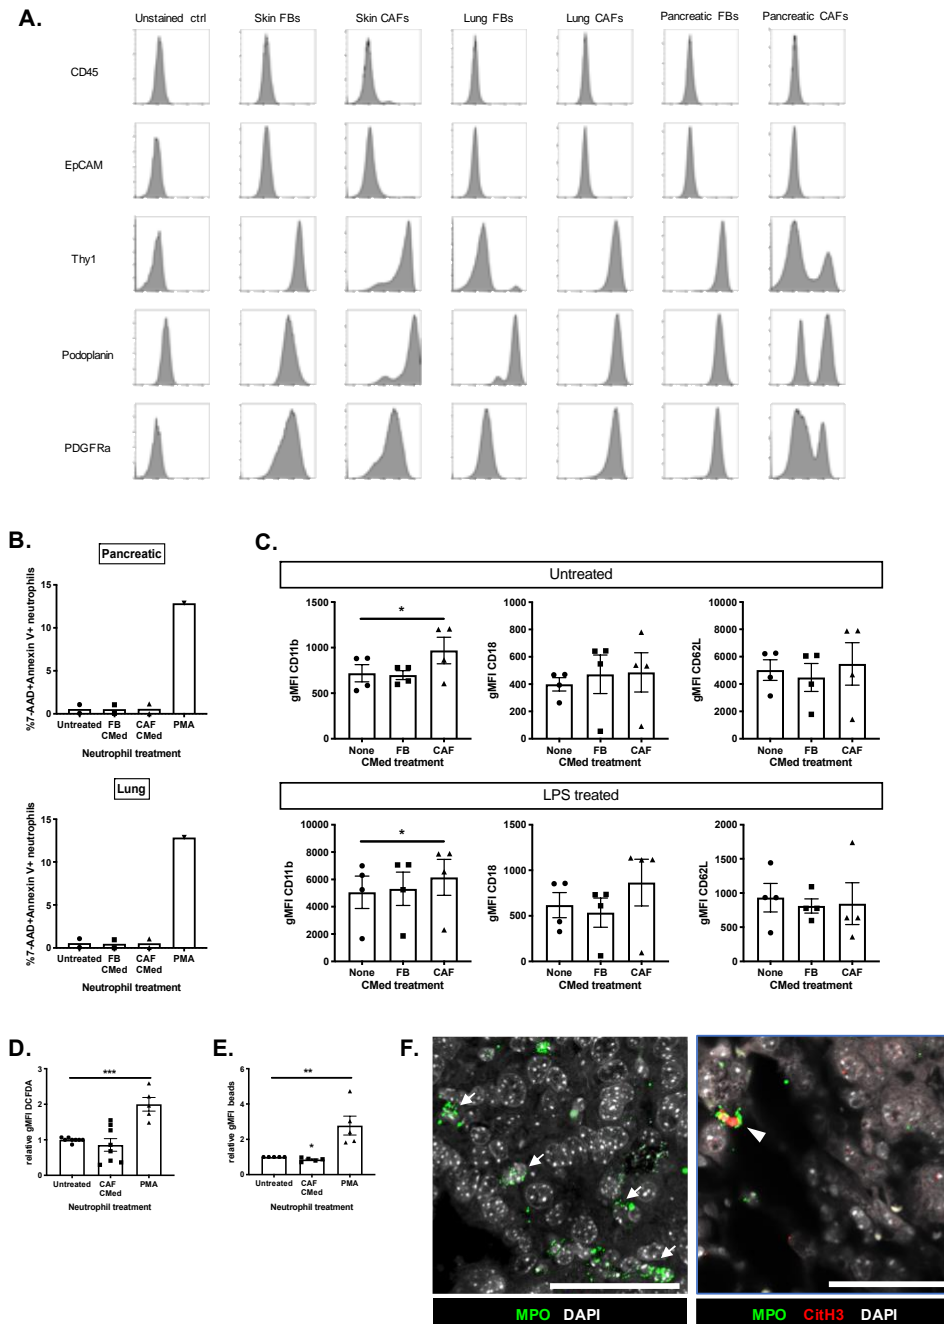 A.
Unstained ctrl Skin FBs Skin CAFs Lung FBs Lung CAFs Pancreatic FBs Pancreatic CAFs
CD45
EpCAM
Thy1
Podoplanin
PDGFRa
B.
Pancreatic
%7-AAD+Annexin V+ neutrophils
15
10
5
0
Untreated FB CAF PMA
CMed CMed
Neutrophil treatment
Lung
%7-AAD+Annexin V+ neutrophils
15
10
5
0
Untreated FB CAF PMA
CMed CMed
Neutrophil treatment
C.
Untreated
gMFI CD11b
1500
1000
500
0
*
None FB CAF
CMed treatment
gMFI CD18
1000
800
600
400
200
0
None FB CAF
CMed treatment
gMFI CD62L
10000
8000
6000
4000
2000
0
None FB CAF
CMed treatment
LPS treated
gMFI CD11b
10000
8000
6000
4000
2000
0
*
None FB CAF
CMed treatment
gMFI CD18
1500
1000
500
0
None FB CAF
CMed treatment
gMFI CD62L
2000
1500
1000
500
0
None FB CAF
CMed treatment
D.
relative gMFI DCFDA
3
2
1
0
***
Untreated CAF PMA
CMed
Neutrophil treatment
E.
relative gMFI beads
6
4
2
0
**
*
Untreated CAF PMA
CMed
Neutrophil treatment
F.
MPO DAPI
MPO CitH3 DAPI